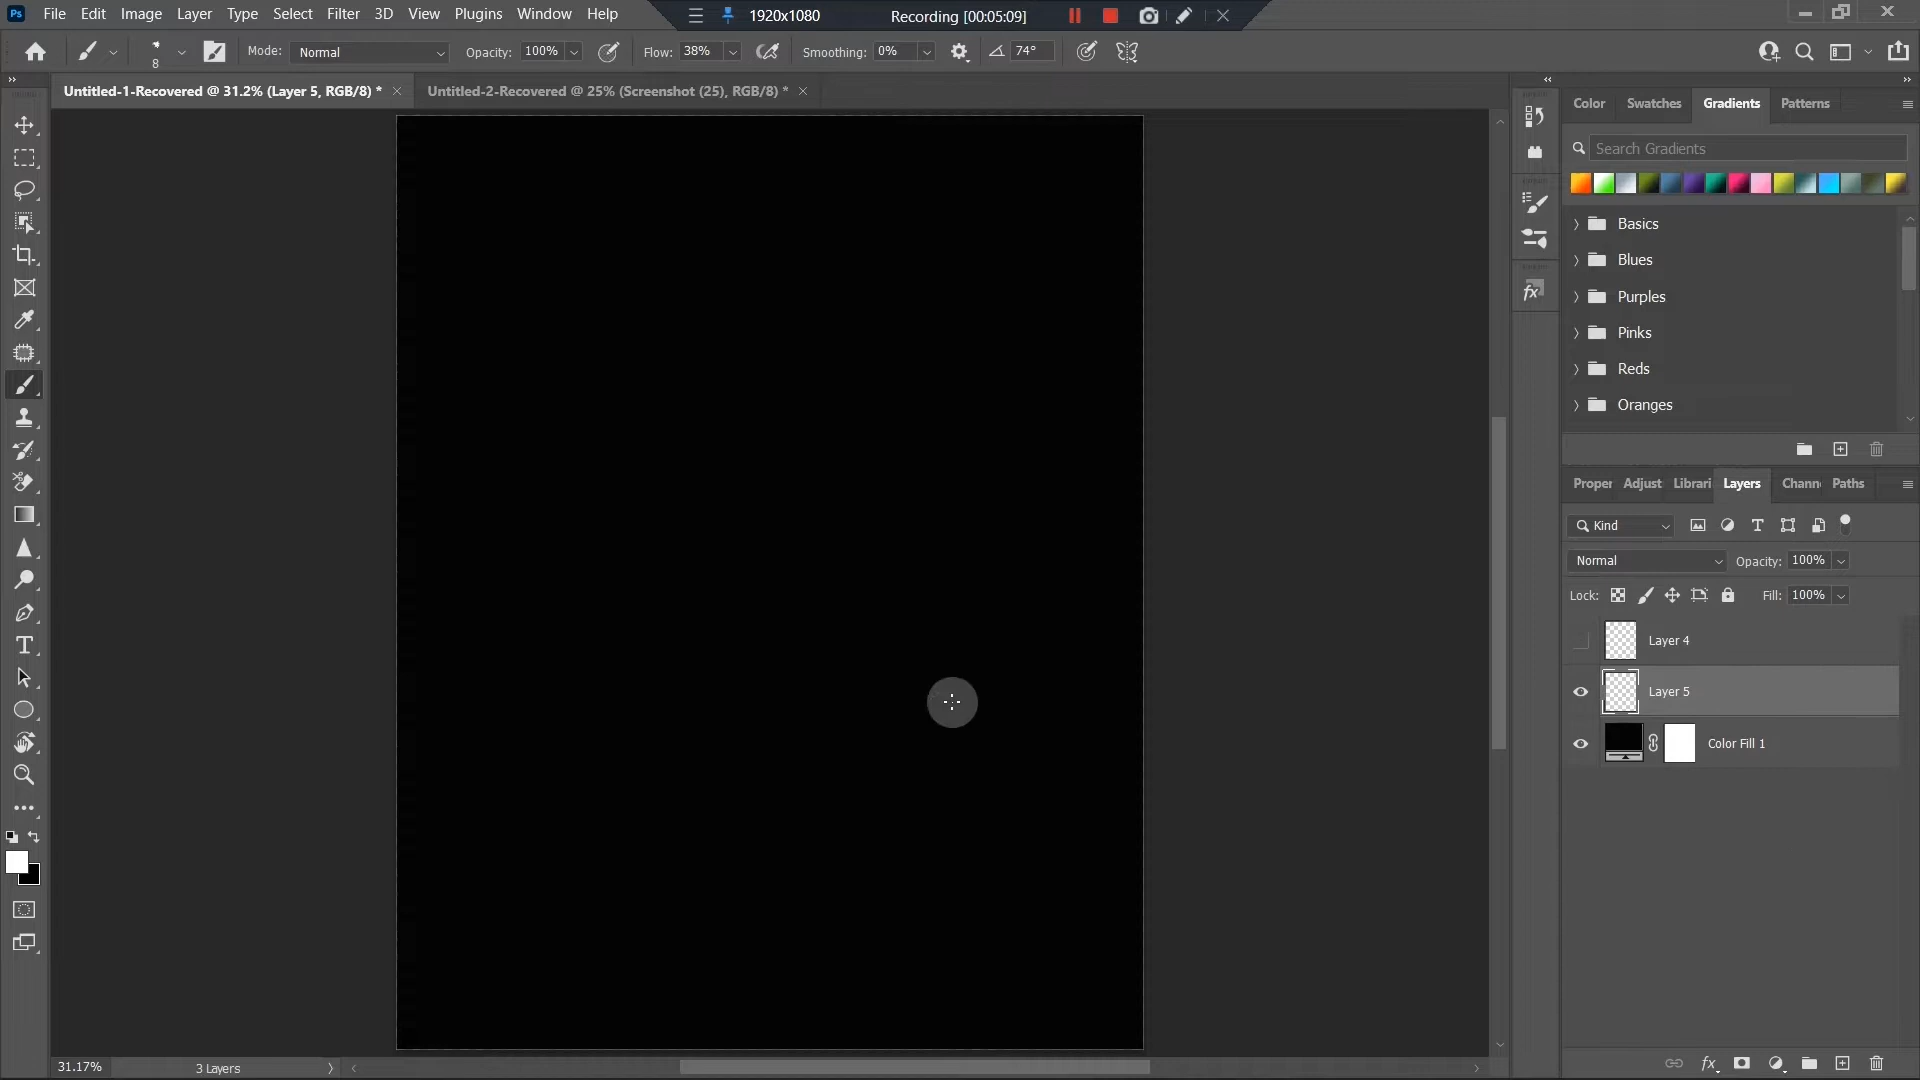 Ps File Edit Image Layer Type Select Filter 3D View Plugins Window Help 1920x1080 Recording [00:05:09]
8 Mode: Normal Opacity: 100% Flow: 38% Smoothing: 0% 74°
Untitled-1-Recovered @ 31.2% (Layer 5, RGB/8) * Untitled-2-Recovered @ 25% (Screenshot (25), RGB/8) *
Color Swatches Gradients Patterns
Search Gradients
Basics
Blues
Purples
Pinks
Reds
Oranges
fx
Proper Adjust Librari Layers Chann Paths
Kind
Normal Opacity: 100%
Lock: Fill: 100%
Layer 4
Layer 5
Color Fill 1
31.17% 3 Layers
fx